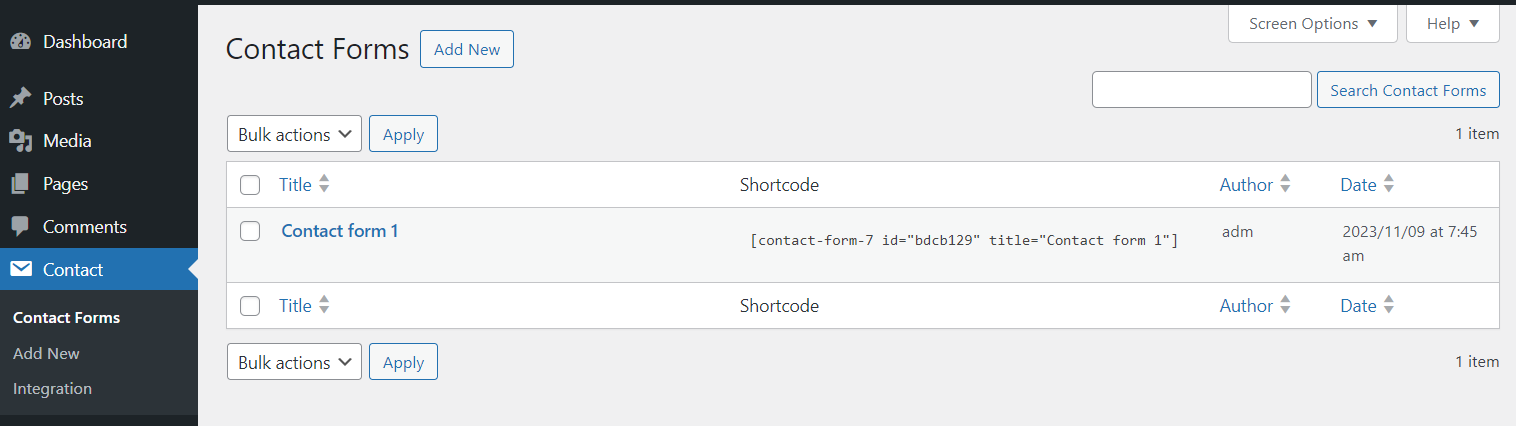 Dashboard
Posts
Media
Pages
Comments
Contact
Contact Forms
Add New
Integration
Screen Options Help
Contact Forms Add New
Search Contact Forms
Bulk actions Apply 1 item
Title Shortcode Author Date
Contact form 1 [contact-form-7 id="bdcb129" title="Contact form 1"] adm 2023/11/09 at 7:45
am
Title Shortcode Author Date
Bulk actions Apply 1 item